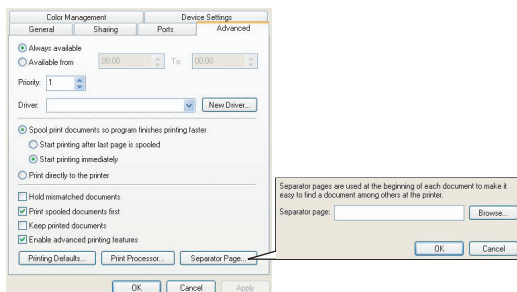 Color Management Device Settings
General Sharing Ports Advanced
Always available
Available from 00:00 To 00:00
Priority: 1
Driver: New Driver...
Spool print documents so program finishes printing faster
Start printing after last page is spooled
Start printing immediately
Print directly to the printer
Hold mismatched documents
Print spooled documents first
Keep printed documents
Enable advanced printing features
Printing Defaults... Print Processor... Separator Page...
OK Cancel Apply
Separator pages are used at the beginning of each document to make it
easy to find a document among others at the printer.
Separator page: Browse...
OK Cancel